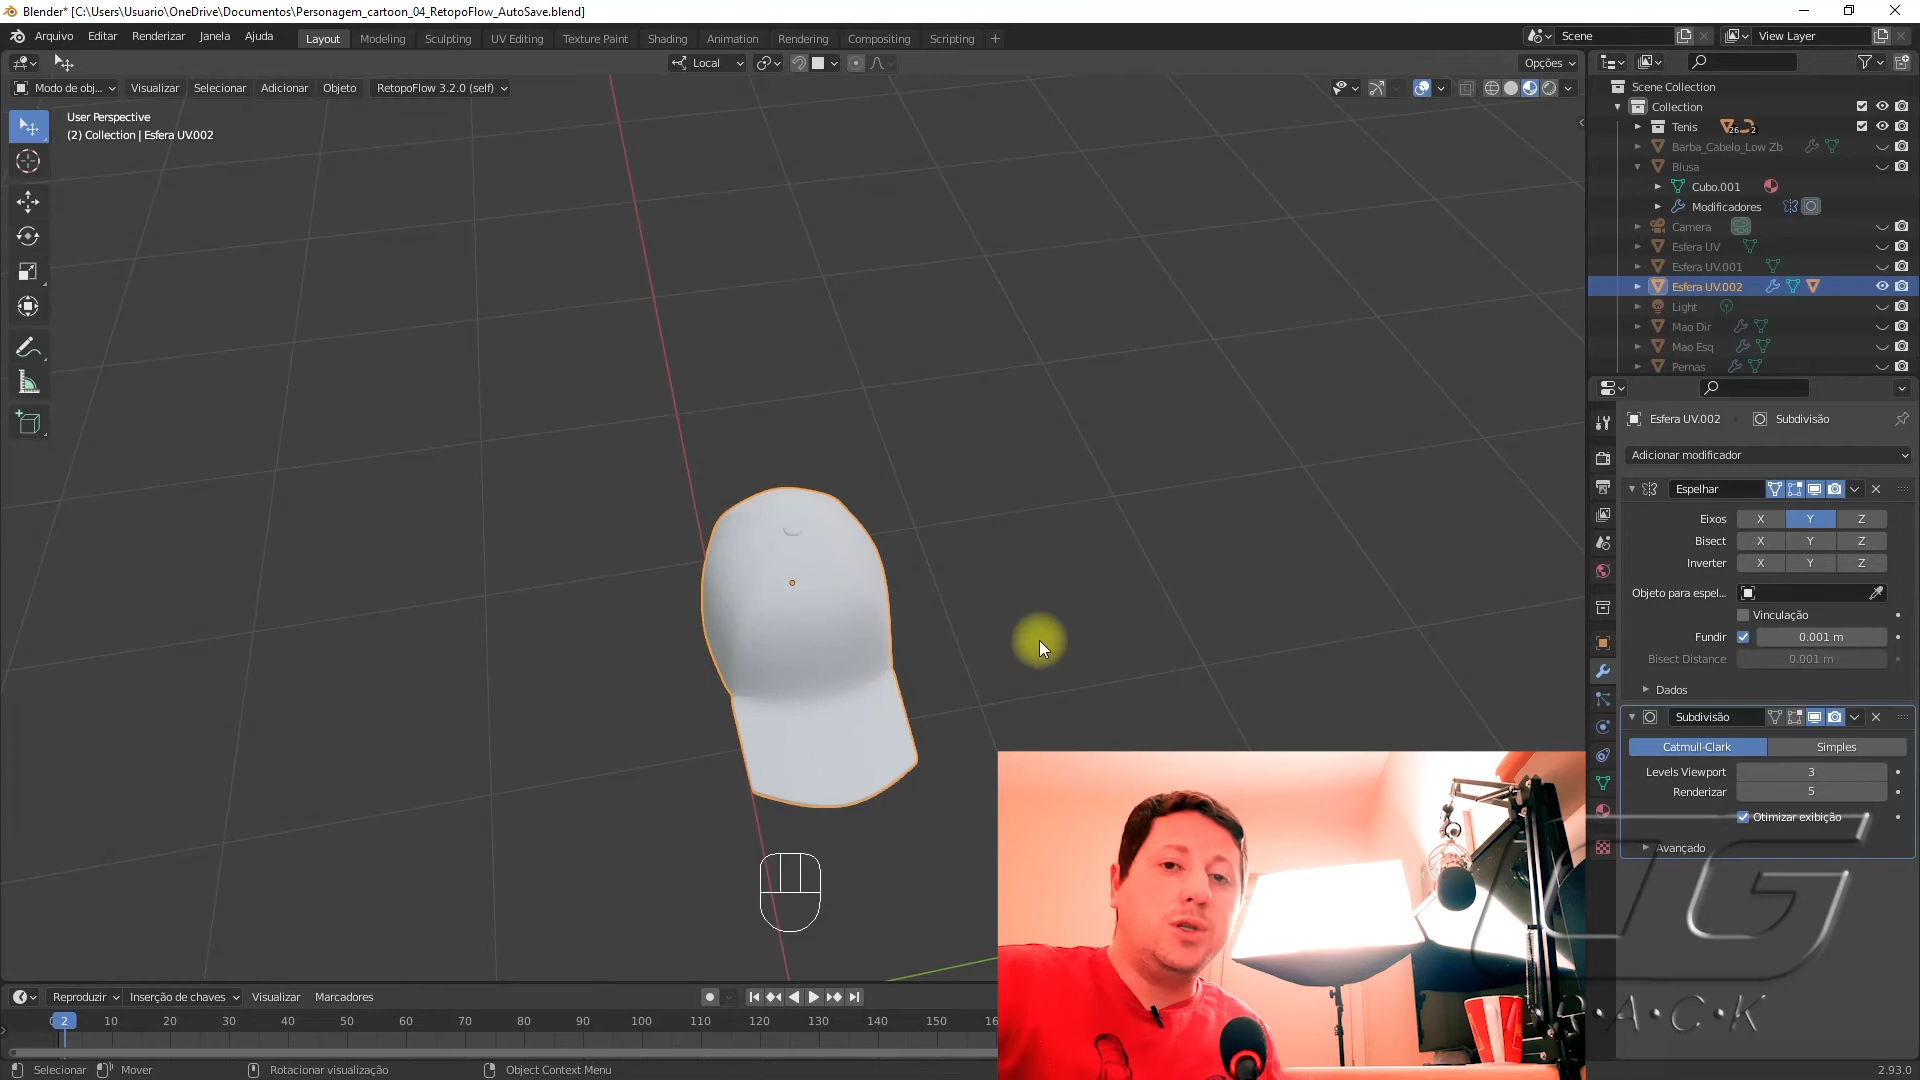 Blender* [C:\Users\Usuario\OneDrive\Documentos\Personagem_cartoon_04_RetopoFlow_AutoSave.blend]
Arquivo Editar Renderizar Janela Ajuda Layout Modeling Sculpting UV Editing Texture Paint Shading Animation Rendering Compositing Scripting + Scene View Layer
Local Opções
Modo de obj... Visualizar Selecionar Adicionar Objeto RetopoFlow 3.2.0 (self)
User Perspective
(2) Collection | Esfera UV.002
Scene Collection
Collection
Tenis 26 2
Barba_Cabelo_Low Zb
Blusa
Cubo.001
Modificadores
Camera
Esfera UV
Esfera UV.001
Esfera UV.002
Light
Mao Dir
Mao Esq
Pernas
Esfera UV.002 Subdivisão
Adicionar modificador
Espelhar
Eixos X Y Z
Bisect X Y Z
Inverter X Y Z
Objeto para espel...
Vinculação
Fundir 0.001 m
Bisect Distance 0.001 m
Dados
Subdivisão
Catmull-Clark Simples
Levels Viewport 3
Renderizar 5
Otimizar exibição
Avançado
Reproduzir Inserção de chaves Visualizar Marcadores
2 10 20 30 40 50 60 70 80 90 100 110 120 130 140 150 16
Selecionar Mover Rotacionar visualização Object Context Menu 2.93.0